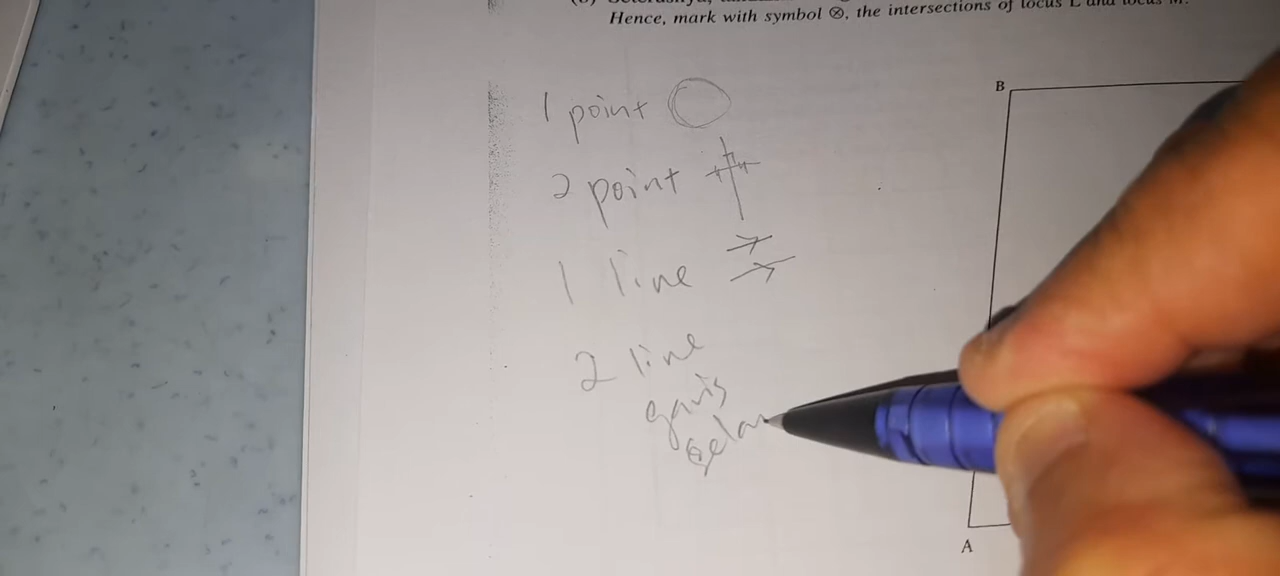 Hence, mark with symbol ⊗, the intersections of locus L and locus M.
B
1 point
2 point
1 line
2 line
garis
A